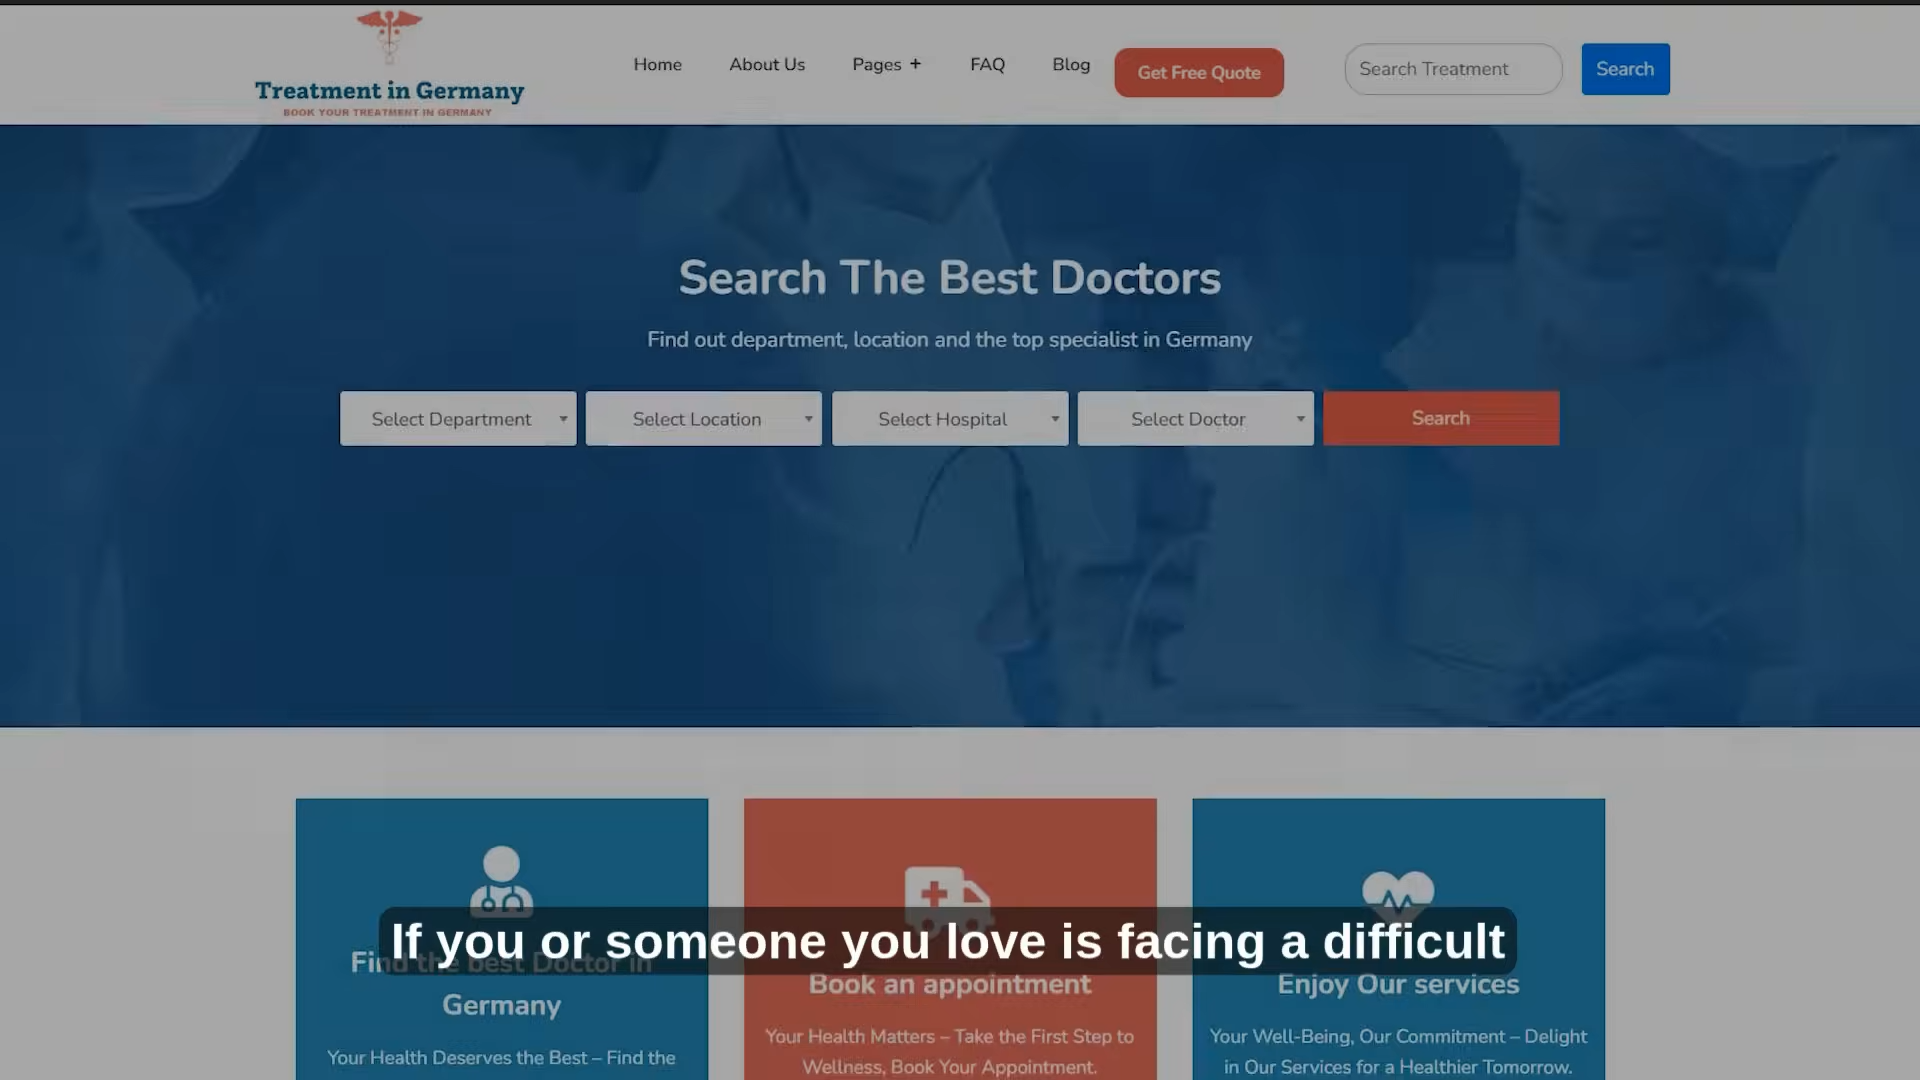 Treatment in Germany
BOOK YOUR TREATMENT IN GERMANY
Home
About Us
Pages +
FAQ
Blog
Get Free Quote
Search Treatment
Search
Search The Best Doctors
Find out department, location and the top specialist in Germany
Select Department
Select Location
Select Hospital
Select Doctor
Search
If you or someone you love is facing a difficult
Find the best Doctor in
Germany
Your Health Deserves the Best – Find the
Book an appointment
Your Health Matters – Take the First Step to
Wellness, Book Your Appointment.
Enjoy Our services
Your Well-Being, Our Commitment – Delight
in Our Services for a Healthier Tomorrow.